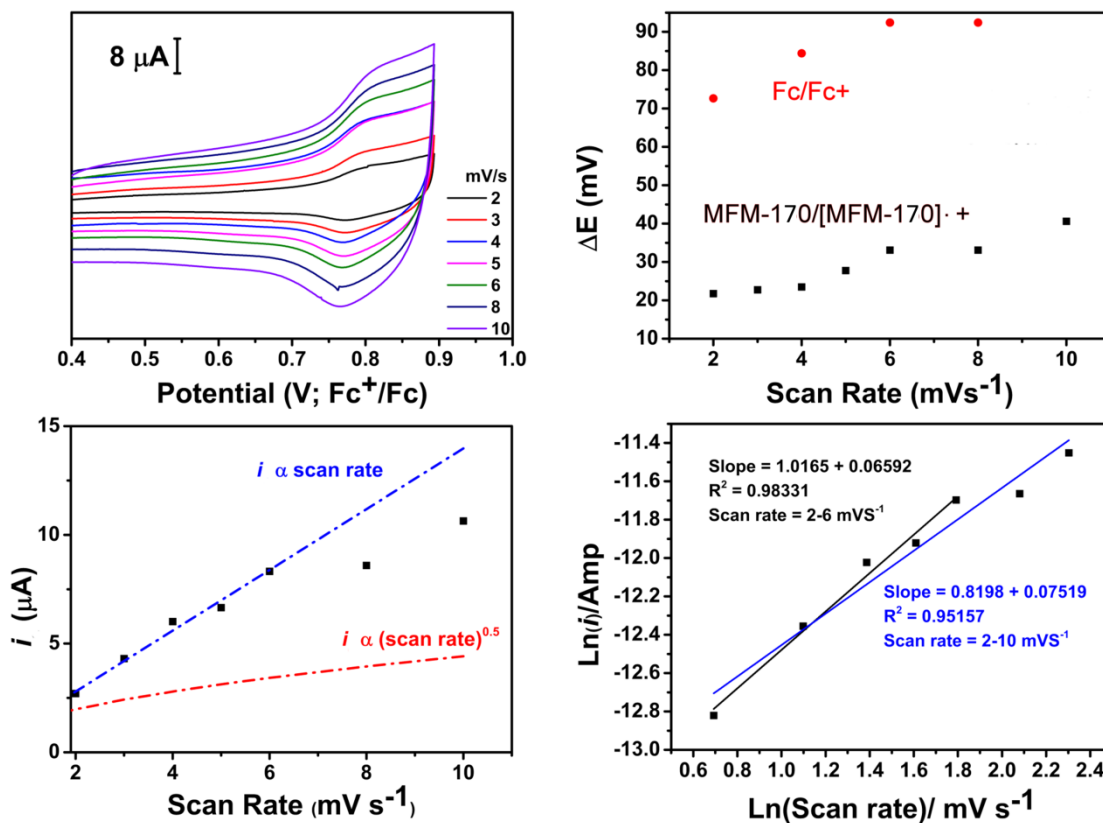 8 μA
mV/s
2
3
4
5
6
8
10
0.4 0.5 0.6 0.7 0.8 0.9 1.0
Potential (V; Fc⁺/Fc)
90
80
70
60
50
40
30
20
10
ΔE (mV)
Fc/Fc+
MFM-170/[MFM-170]· +
2 4 6 8 10
Scan Rate (mVs⁻¹)
15
10
5
0
i (μA)
i α scan rate
i α (scan rate)⁰·⁵
2 4 6 8 10
Scan Rate (mV s⁻¹)
-11.4
-11.6
-11.8
-12.0
-12.2
-12.4
-12.6
-12.8
-13.0
Ln(i)/Amp
Slope = 1.0165 + 0.06592
R² = 0.98331
Scan rate = 2-6 mVS⁻¹
Slope = 0.8198 + 0.07519
R² = 0.95157
Scan rate = 2-10 mVS⁻¹
0.6 0.8 1.0 1.2 1.4 1.6 1.8 2.0 2.2 2.4
Ln(Scan rate)/ mV s⁻¹